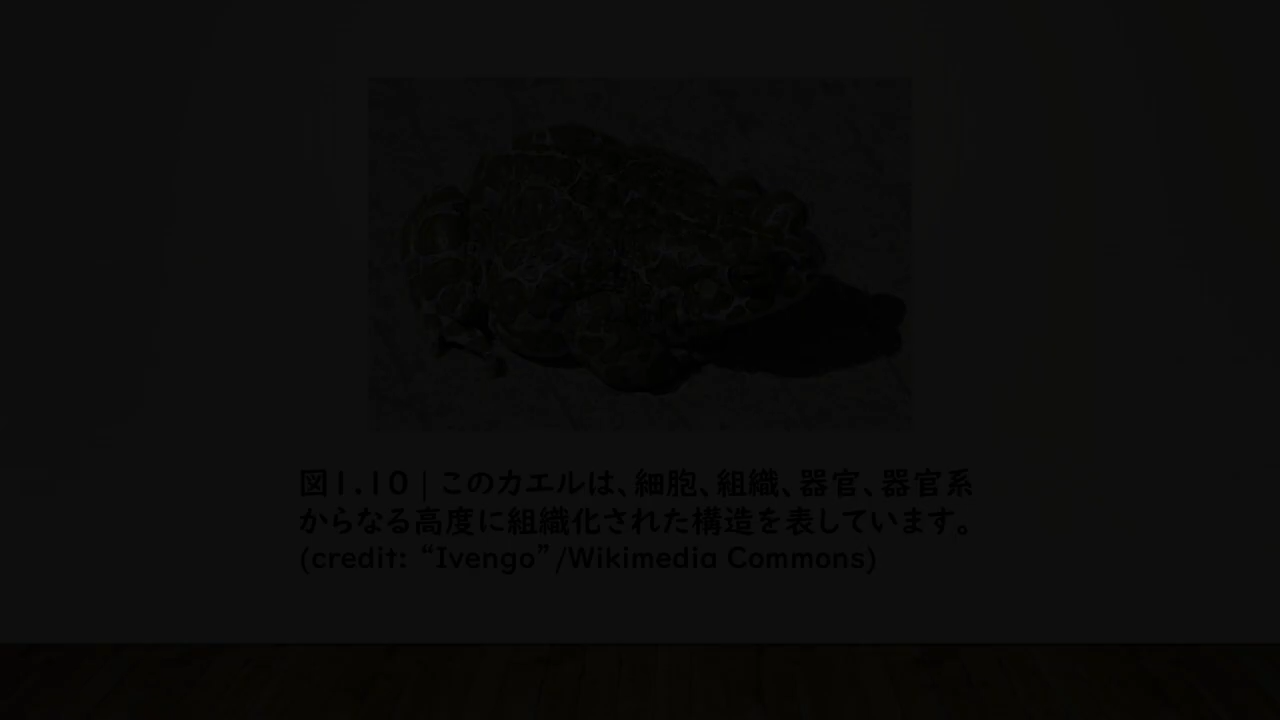 図1.10 | このカエルは、細胞、組織、器官、器官系
からなる高度に組織化された構造を表しています。
(credit: “Ivengo”/Wikimedia Commons)